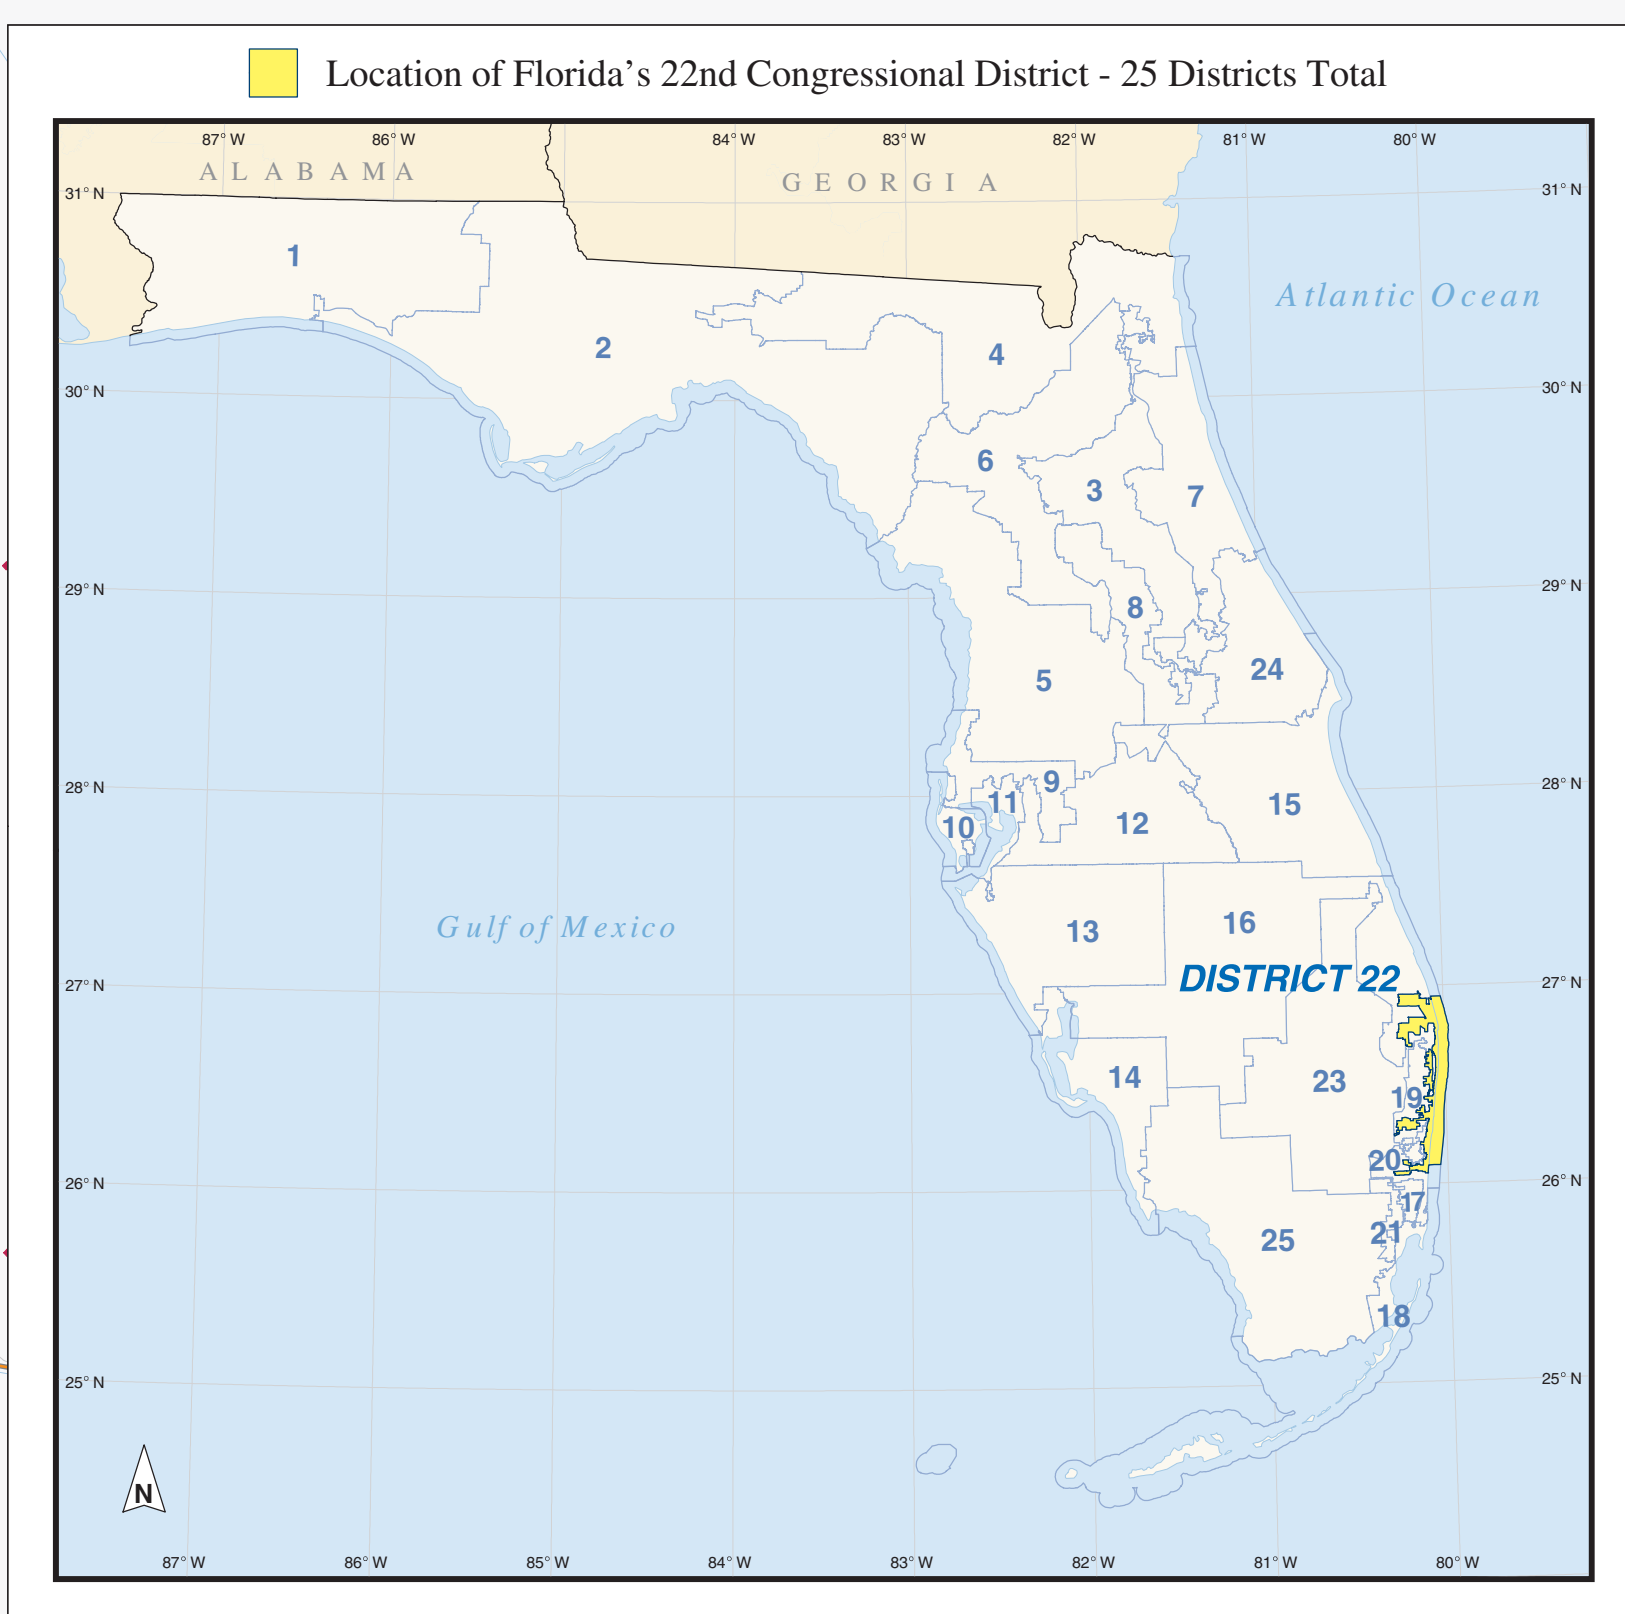 Location of Florida’s 22nd Congressional District - 25 Districts Total
87° W 86° W 84° W 83° W 82° W 81° W 80° W
ALABAMA
GEORGIA
31° N 31° N
1
Atlantic Ocean
2
4
30° N 30° N
6
3
7
29° N 29° N
8
24
5
28° N 28° N
9
11
15
12
10
16
Gulf of Mexico
13
DISTRICT 22
27° N 27° N
14
23
19
20
26° N 26° N
17
21
25
18
25° N 25° N
N
87° W 86° W 85° W 84° W 83° W 82° W 81° W 80° W